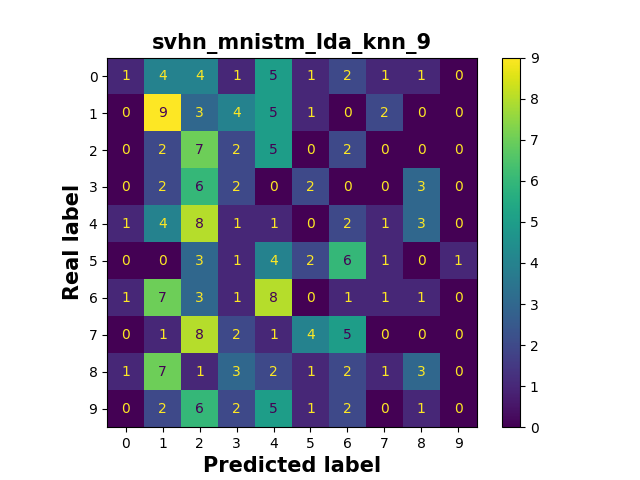 svhn_mnistm_lda_knn_9
0 1 4 4 1 5 1 2 1 1 0
1 0 9 3 4 5 1 0 2 0 0
2 0 2 7 2 5 0 2 0 0 0
3 0 2 6 2 0 2 0 0 3 0
4 1 4 8 1 1 0 2 1 3 0
5 0 0 3 1 4 2 6 1 0 1
6 1 7 3 1 8 0 1 1 1 0
7 0 1 8 2 1 4 5 0 0 0
8 1 7 1 3 2 1 2 1 3 0
9 0 2 6 2 5 1 2 0 1 0
0 1 2 3 4 5 6 7 8 9
Real label
Predicted label
9
8
7
6
5
4
3
2
1
0